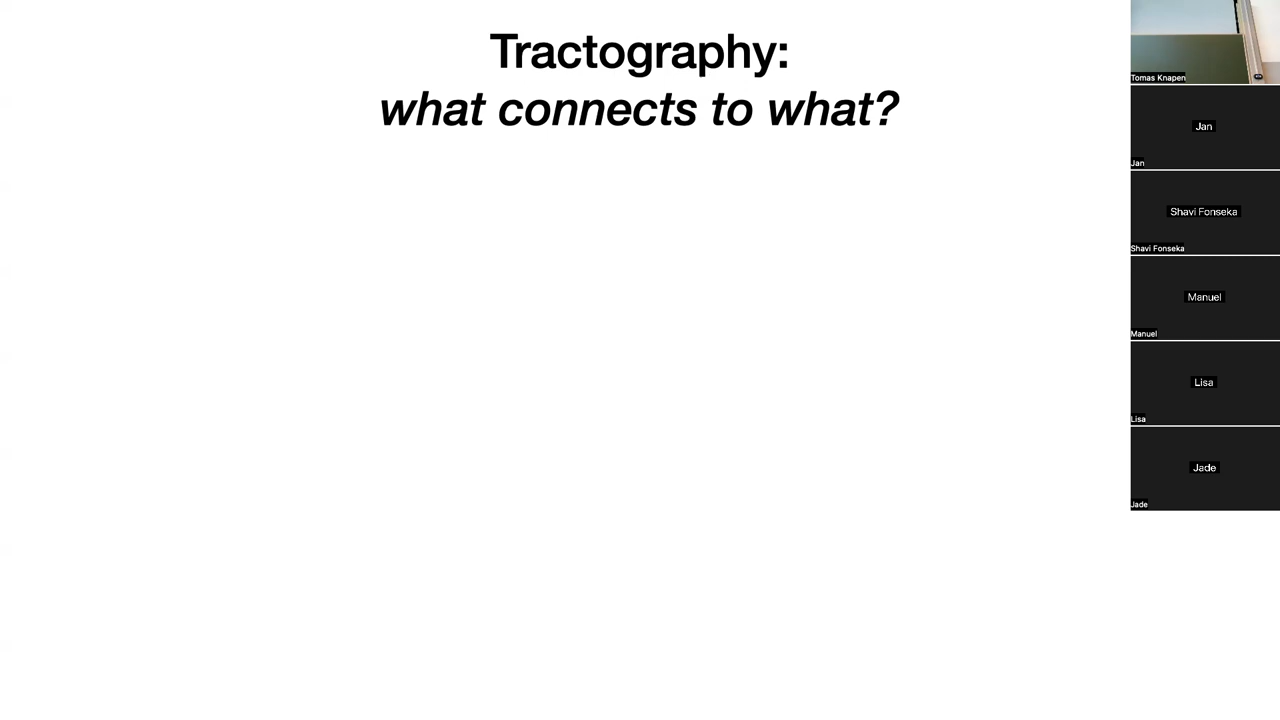 Tractography:
what connects to what?
Tomas Knapen
Jan
Jan
Shavi Fonseka
Shavi Fonseka
Manuel
Manuel
Lisa
Lisa
Jade
Jade